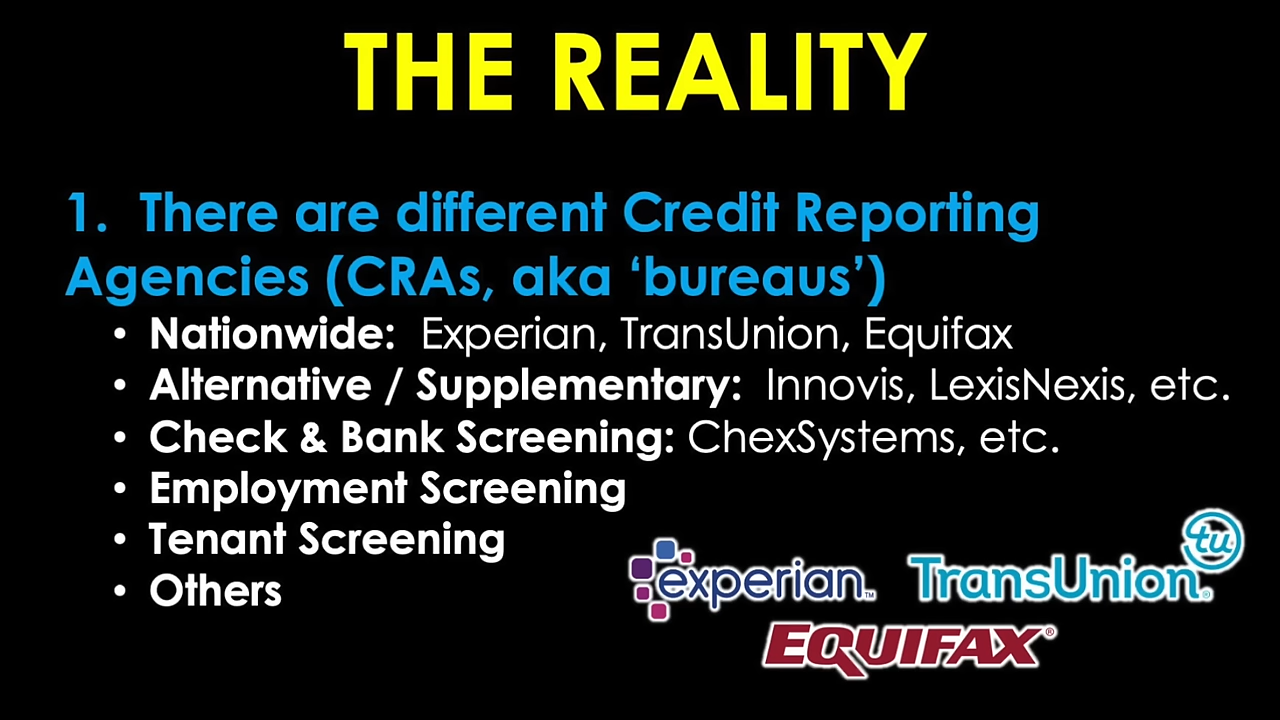 THE REALITY
1. There are different Credit Reporting
Agencies (CRAs, aka ‘bureaus’)
• Nationwide: Experian, TransUnion, Equifax
• Alternative / Supplementary: Innovis, LexisNexis, etc.
• Check & Bank Screening: ChexSystems, etc.
• Employment Screening
• Tenant Screening
• Others
experian™
TransUnion® tu
EQUIFAX®